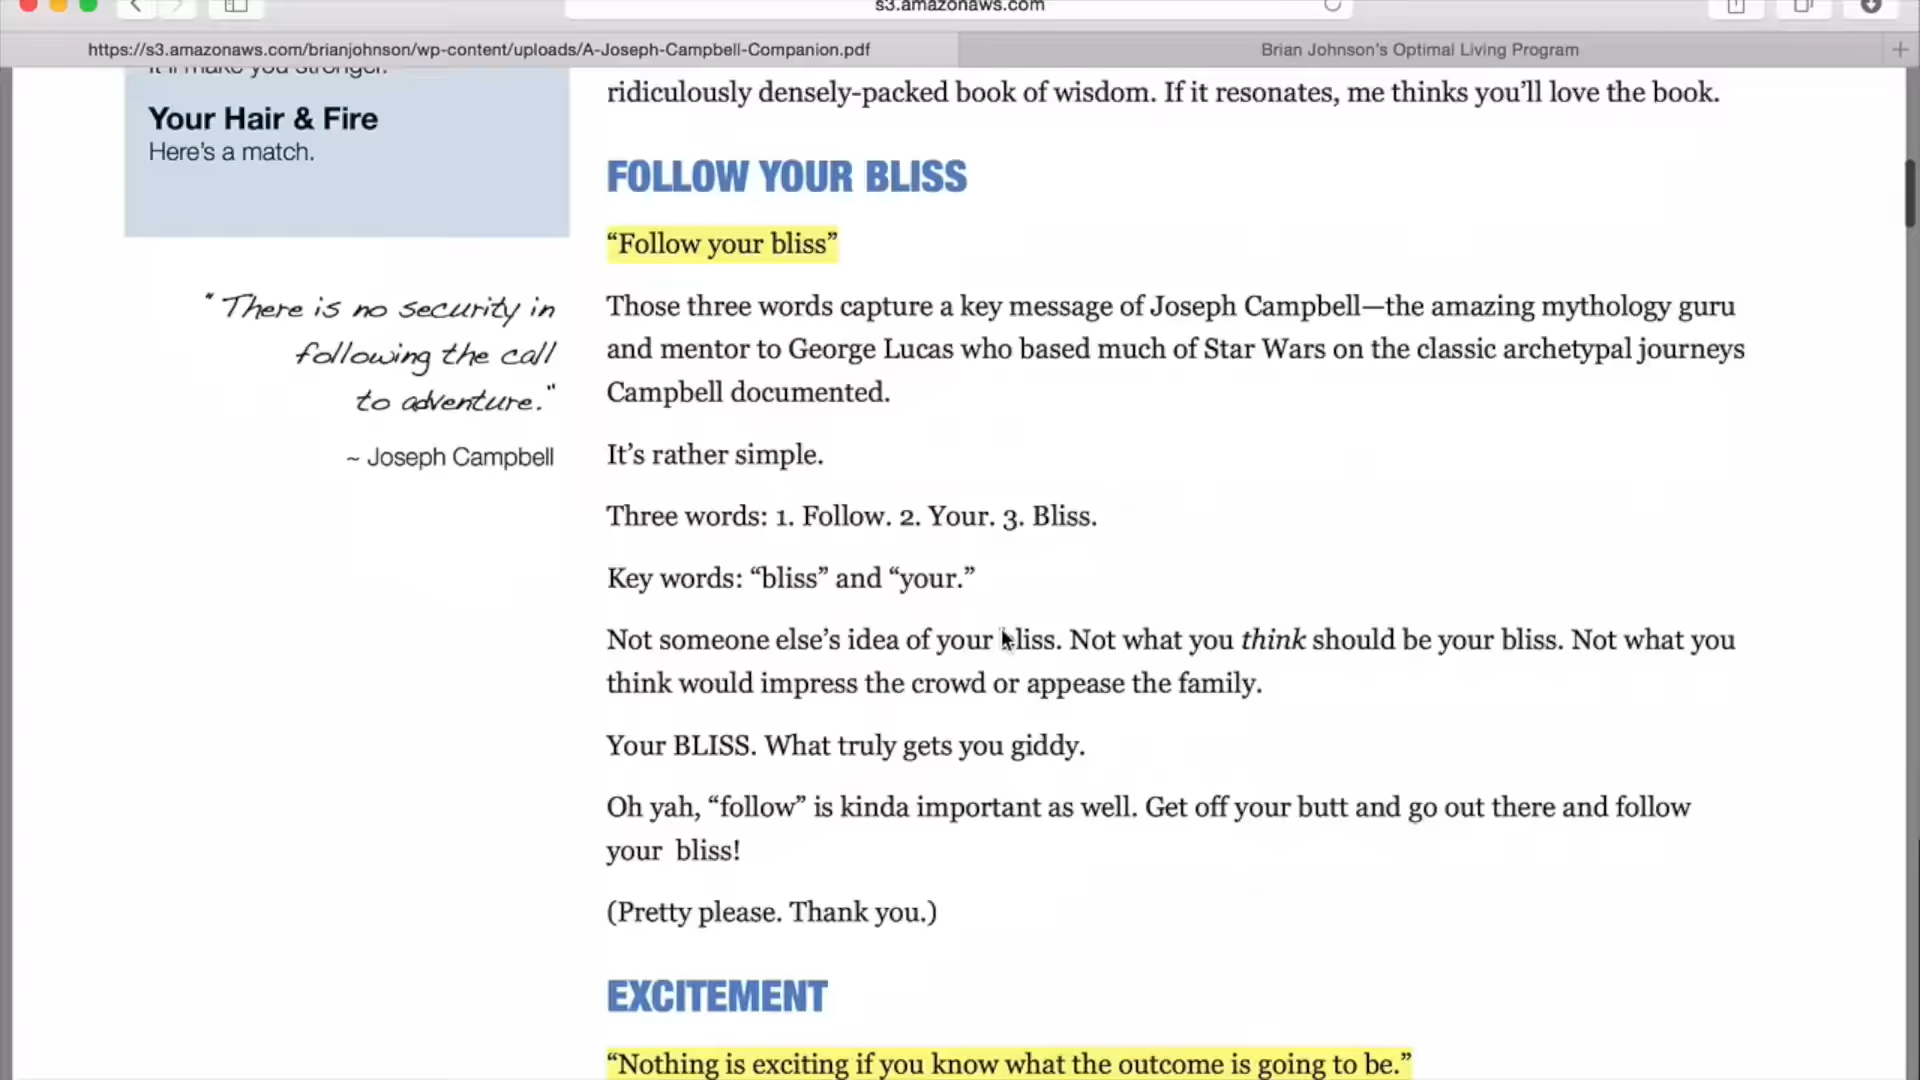 s3.amazonaws.com
https://s3.amazonaws.com/brianjohnson/wp-content/uploads/A-Joseph-Campbell-Companion.pdf
Brian Johnson's Optimal Living Program
It'll make you stronger.
Your Hair & Fire
Here's a match.
"There is no security in
following the call
to adventure."
~ Joseph Campbell
ridiculously densely-packed book of wisdom. If it resonates, me thinks you'll love the book.
FOLLOW YOUR BLISS
“Follow your bliss”
Those three words capture a key message of Joseph Campbell—the amazing mythology guru
and mentor to George Lucas who based much of Star Wars on the classic archetypal journeys
Campbell documented.
It’s rather simple.
Three words: 1. Follow. 2. Your. 3. Bliss.
Key words: “bliss” and “your.”
Not someone else’s idea of your bliss. Not what you think should be your bliss. Not what you
think would impress the crowd or appease the family.
Your BLISS. What truly gets you giddy.
Oh yah, “follow” is kinda important as well. Get off your butt and go out there and follow
your bliss!
(Pretty please. Thank you.)
EXCITEMENT
“Nothing is exciting if you know what the outcome is going to be.”